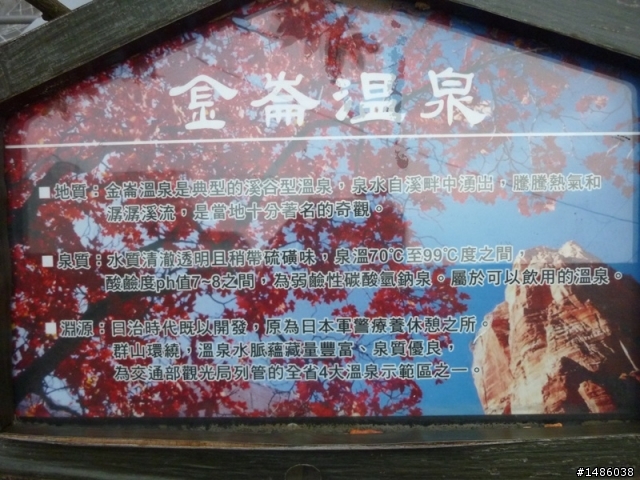 金崙溫泉
■地質：金崙溫泉是典型的溪谷型溫泉，泉水自溪畔中湧出，騰騰熱氣和
潺潺溪流，是當地十分著名的奇觀。
■泉質：水質清澈透明且稍帶硫磺味，泉溫70℃至99℃度之間，
酸鹼度ph值7~8之間，為弱鹼性碳酸氫鈉泉。屬於可以飲用的溫泉。
■淵源：日治時代既以開發，原為日本軍警療養休憩之所。
群山環繞，溫泉水脈蘊藏量豐富、泉質優良，
為交通部觀光局列管的全省4大溫泉示範區之一。
#1486038